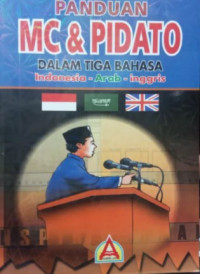 PANDUAN
MC & PIDATO
DALAM TIGA BAHASA
Indonesia - Arab - Inggris